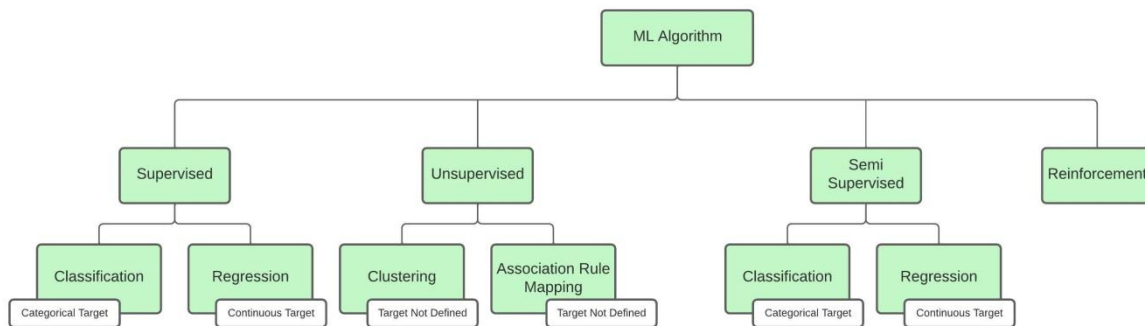 ML Algorithm
Supervised
Unsupervised
Semi
Supervised
Reinforcement
Classification
Categorical Target
Regression
Continuous Target
Clustering
Target Not Defined
Association Rule
Mapping
Target Not Defined
Classification
Categorical Target
Regression
Continuous Target